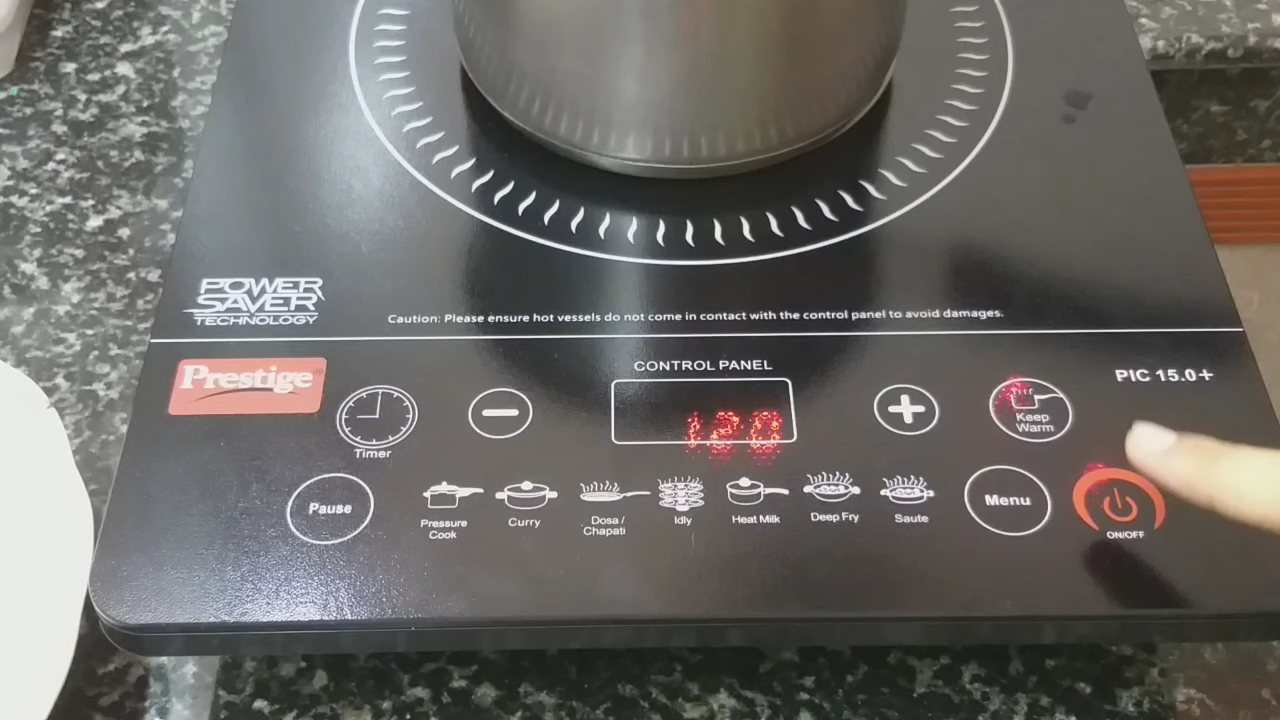 POWER
SAVER
TECHNOLOGY
Caution: Please ensure hot vessels do not come in contact with the control panel to avoid damages.
Prestige
CONTROL PANEL
PIC 15.0+
120
Timer
Keep
Warm
Pause
Pressure
Cook
Curry
Dosa /
Chapati
Idly
Heat Milk
Deep Fry
Saute
Menu
ON/OFF